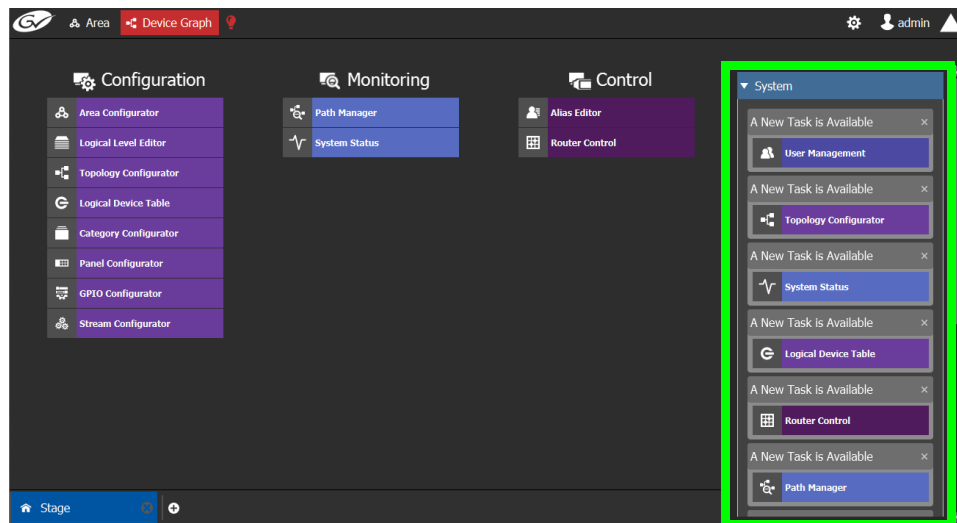 GV Area Device Graph admin
Configuration
Area Configurator
Logical Level Editor
Topology Configurator
Logical Device Table
Category Configurator
Panel Configurator
GPIO Configurator
Stream Configurator
Monitoring
Path Manager
System Status
Control
Alias Editor
Router Control
System
A New Task is Available
User Management
A New Task is Available
Topology Configurator
A New Task is Available
System Status
A New Task is Available
Logical Device Table
A New Task is Available
Router Control
A New Task is Available
Path Manager
Stage